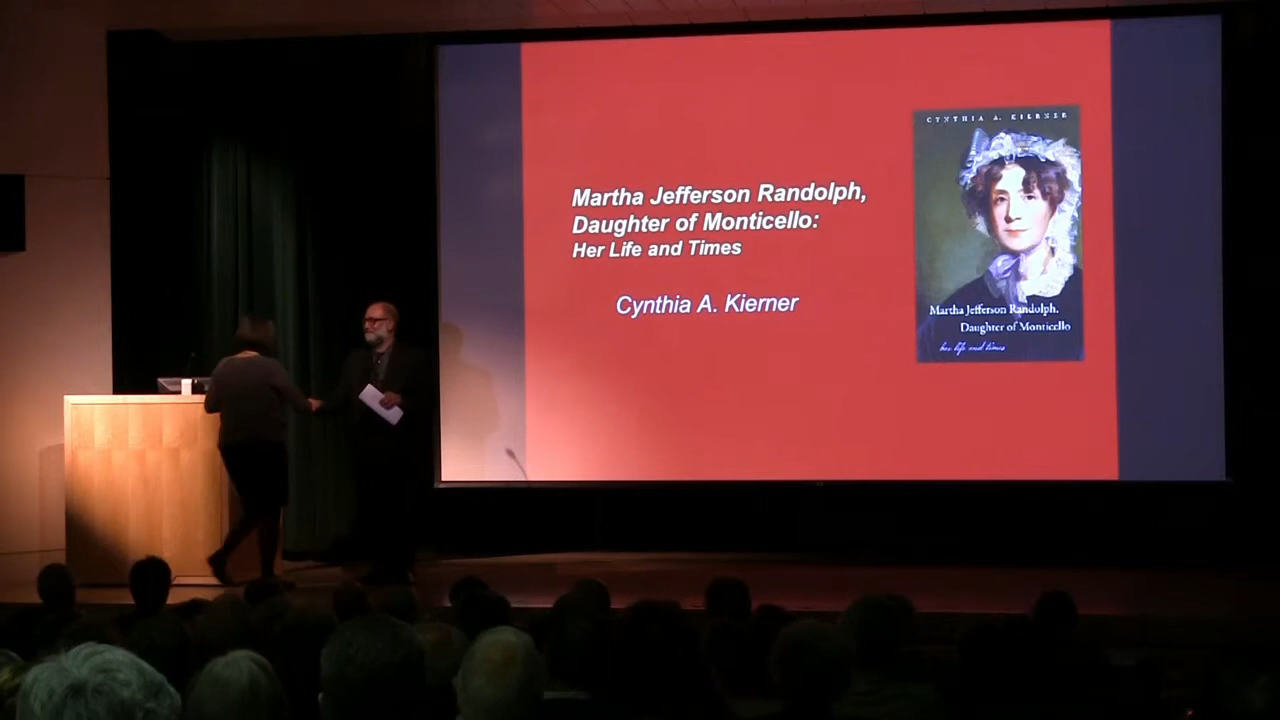 Martha Jefferson Randolph,
Daughter of Monticello:
Her Life and Times
Cynthia A. Kierner
CYNTHIA A. KIERNER
Martha Jefferson Randolph,
Daughter of Monticello
her life and times